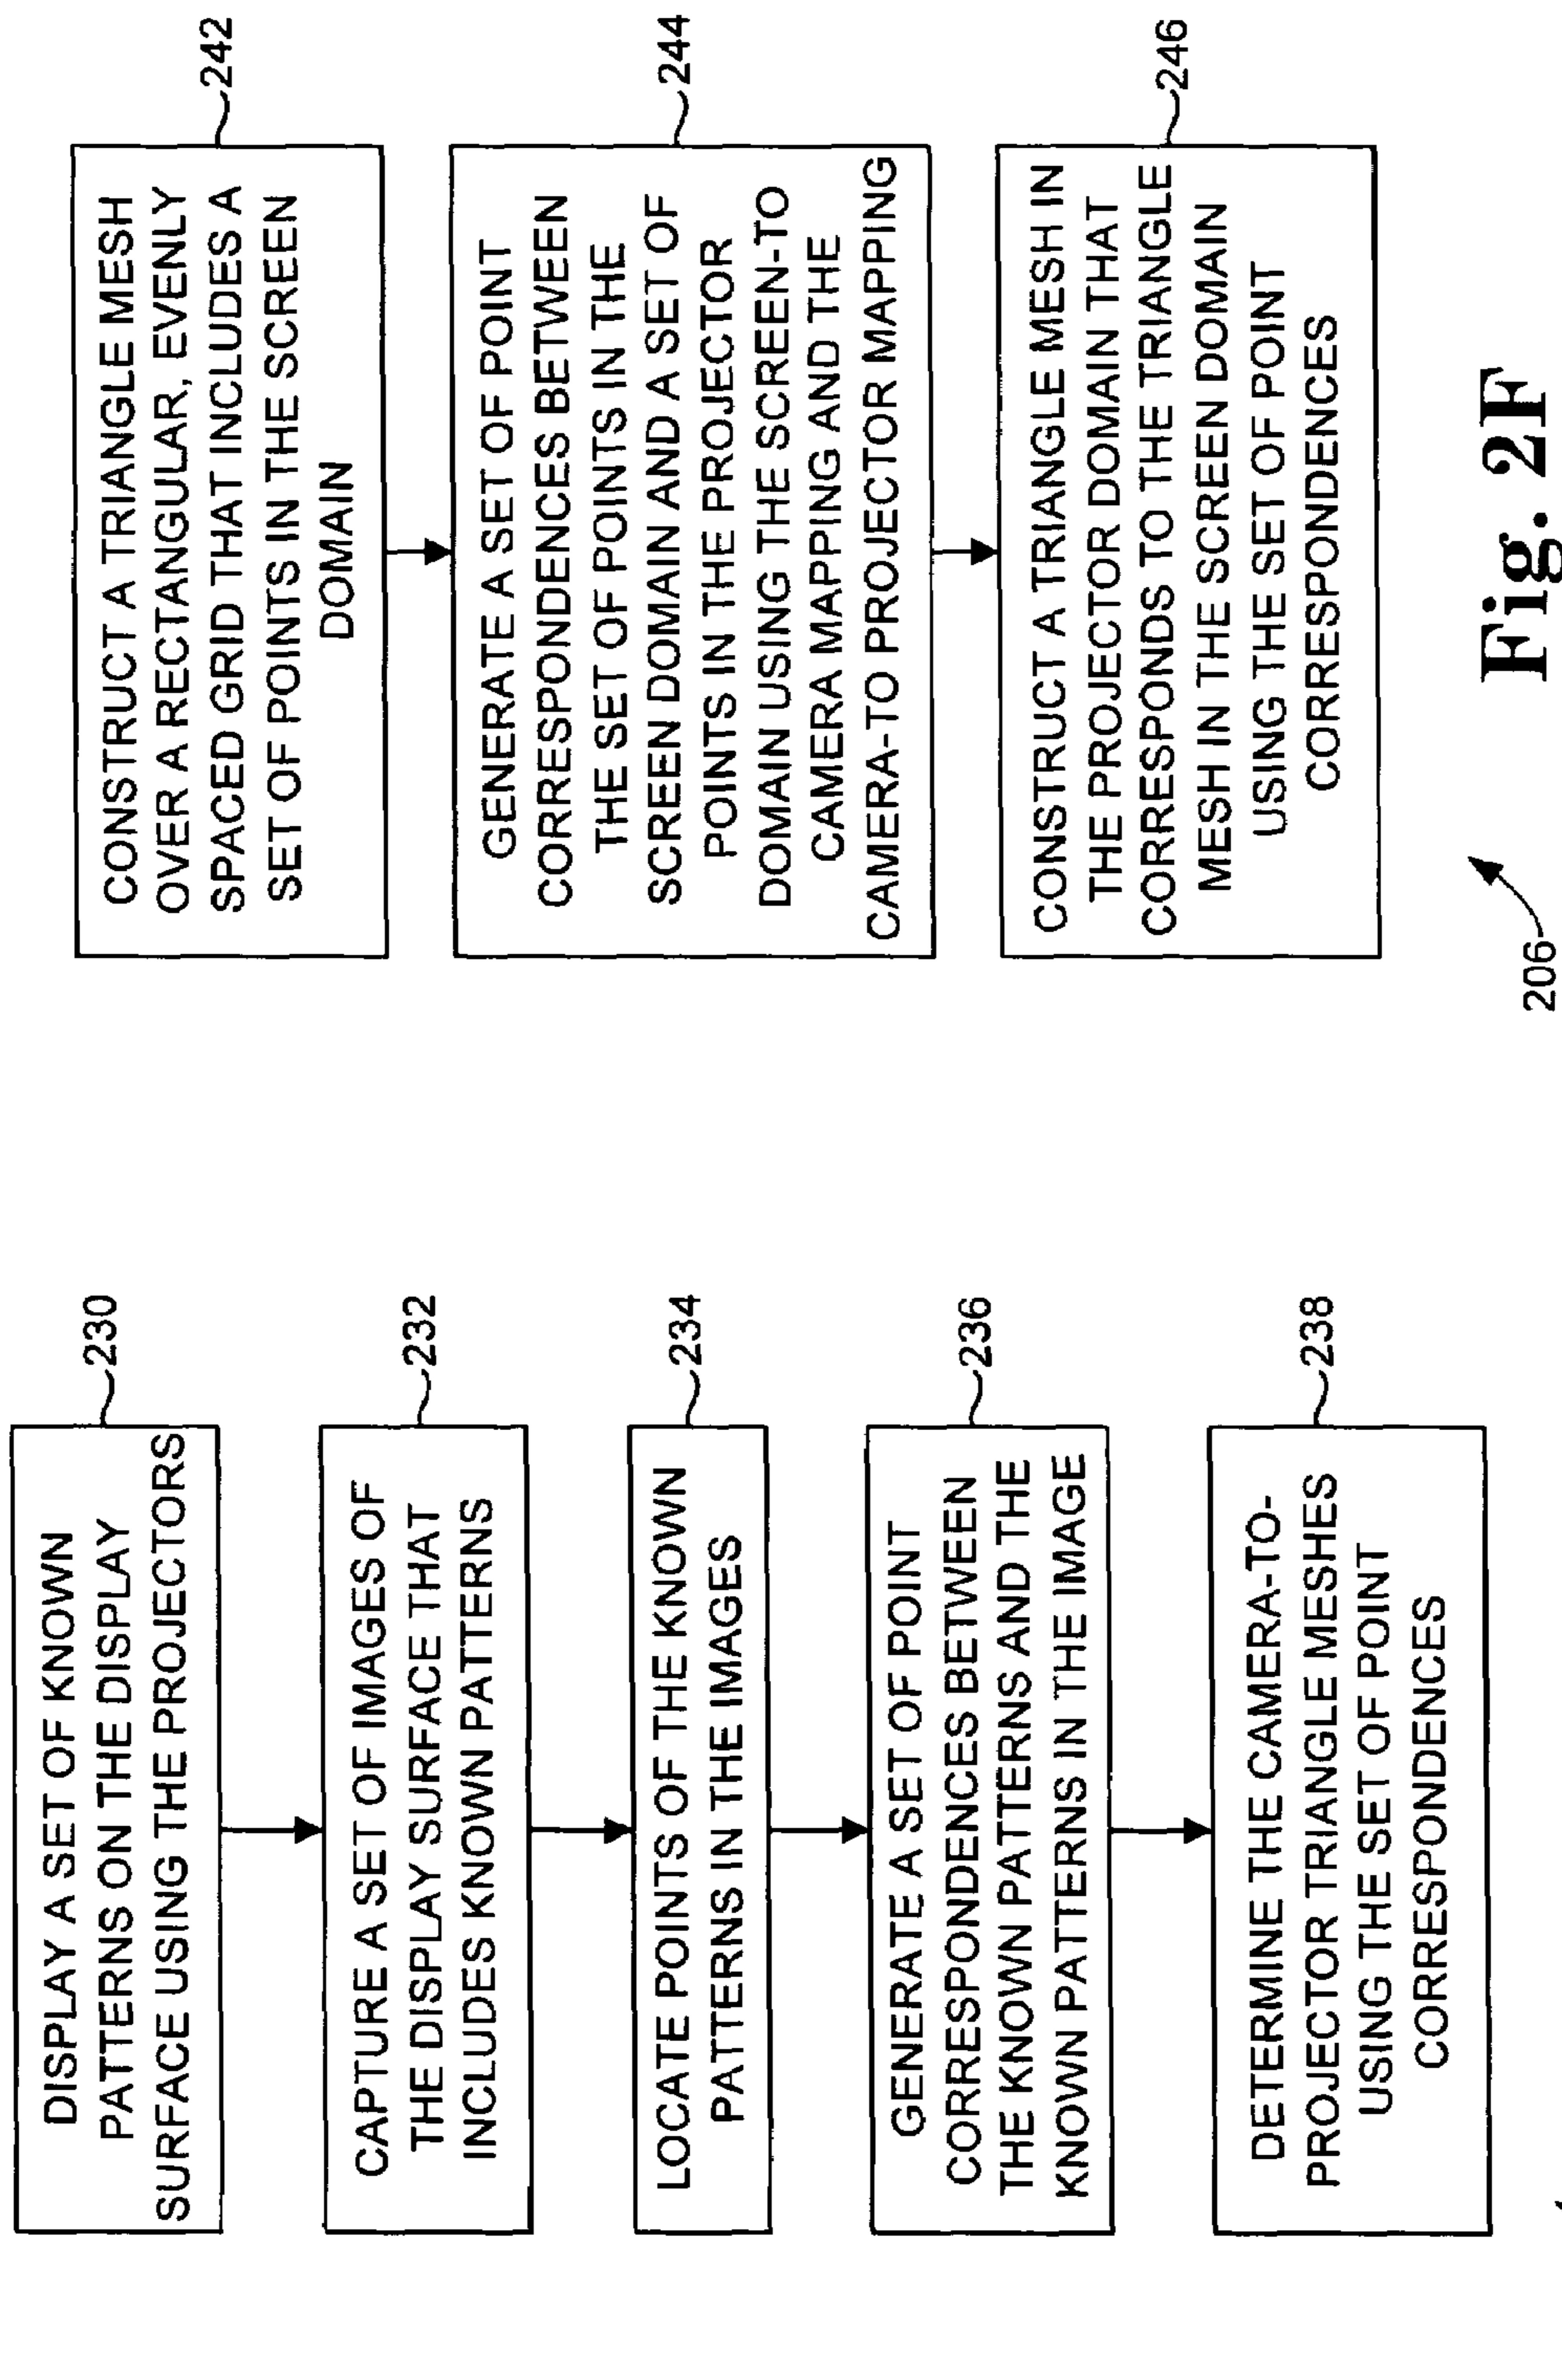 DISPLAY A SET OF KNOWN
PATTERNS ON THE DISPLAY
SURFACE USING THE PROJECTORS
230
CAPTURE A SET OF IMAGES OF
THE DISPLAY SURFACE THAT
INCLUDES KNOWN PATTERNS
232
LOCATE POINTS OF THE KNOWN
PATTERNS IN THE IMAGES
234
GENERATE A SET OF POINT
CORRESPONDENCES BETWEEN
THE KNOWN PATTERNS AND THE
KNOWN PATTERNS IN THE IMAGE
236
DETERMINE THE CAMERA-TO-
PROJECTOR TRIANGLE MESHES
USING THE SET OF POINT
CORRESPONDENCES
238
CONSTRUCT A TRIANGLE MESH
OVER A RECTANGULAR, EVENLY
SPACED GRID THAT INCLUDES A
SET OF POINTS IN THE SCREEN
DOMAIN
242
GENERATE A SET OF POINT
CORRESPONDENCES BETWEEN
THE SET OF POINTS IN THE
SCREEN DOMAIN AND A SET OF
POINTS IN THE PROJECTOR
DOMAIN USING THE SCREEN-TO
CAMERA MAPPING AND THE
CAMERA-TO PROJECTOR MAPPING
244
CONSTRUCT A TRIANGLE MESH IN
THE PROJECTOR DOMAIN THAT
CORRESPONDS TO THE TRIANGLE
MESH IN THE SCREEN DOMAIN
USING THE SET OF POINT
CORRESPONDENCES
246
206
Fig. 2F